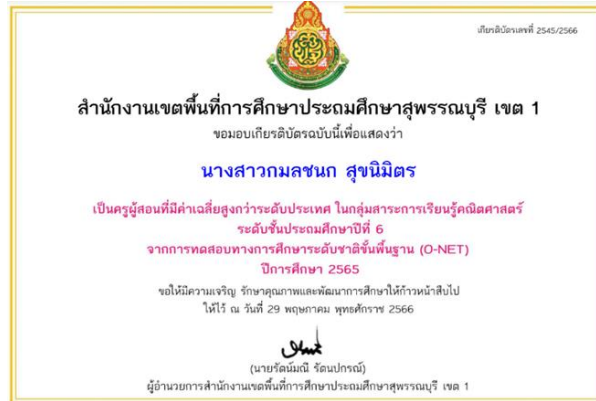 เกียรติบัตรเลขที่ 2545/2566
สำนักงานเขตพื้นที่การศึกษาประถมศึกษาสุพรรณบุรี เขต 1
ขอมอบเกียรติบัตรฉบับนี้เพื่อแสดงว่า
นางสาวกมลชนก สุขนิมิตร
เป็นครูผู้สอนที่มีค่าเฉลี่ยสูงกว่าระดับประเทศ ในกลุ่มสาระการเรียนรู้คณิตศาสตร์
ระดับชั้นประถมศึกษาปีที่ 6
จากการทดสอบทางการศึกษาระดับชาติขั้นพื้นฐาน (O-NET)
ปีการศึกษา 2565
ขอให้มีความเจริญ รักษาคุณภาพและพัฒนาการศึกษาให้ก้าวหน้าสืบไป
ให้ไว้ ณ วันที่ 29 พฤษภาคม พุทธศักราช 2566
(นายรัตน์มณี รัตนปกรณ์)
ผู้อำนวยการสำนักงานเขตพื้นที่การศึกษาประถมศึกษาสุพรรณบุรี เขต 1